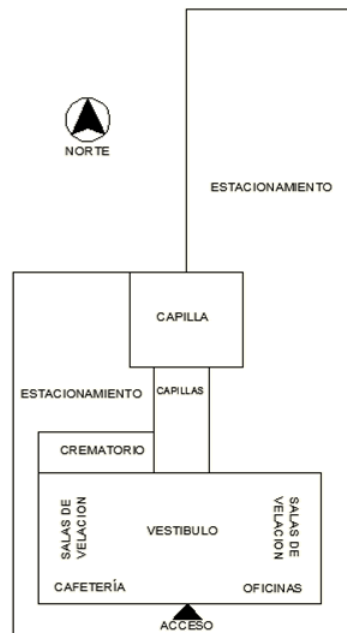 NORTE
ESTACIONAMIENTO
CAPILLA
ESTACIONAMIENTO
CAPILLAS
CREMATORIO
SALAS DE
VELACION
VESTIBULO
SALAS DE
VELACION
CAFETERÍA
OFICINAS
ACCESO